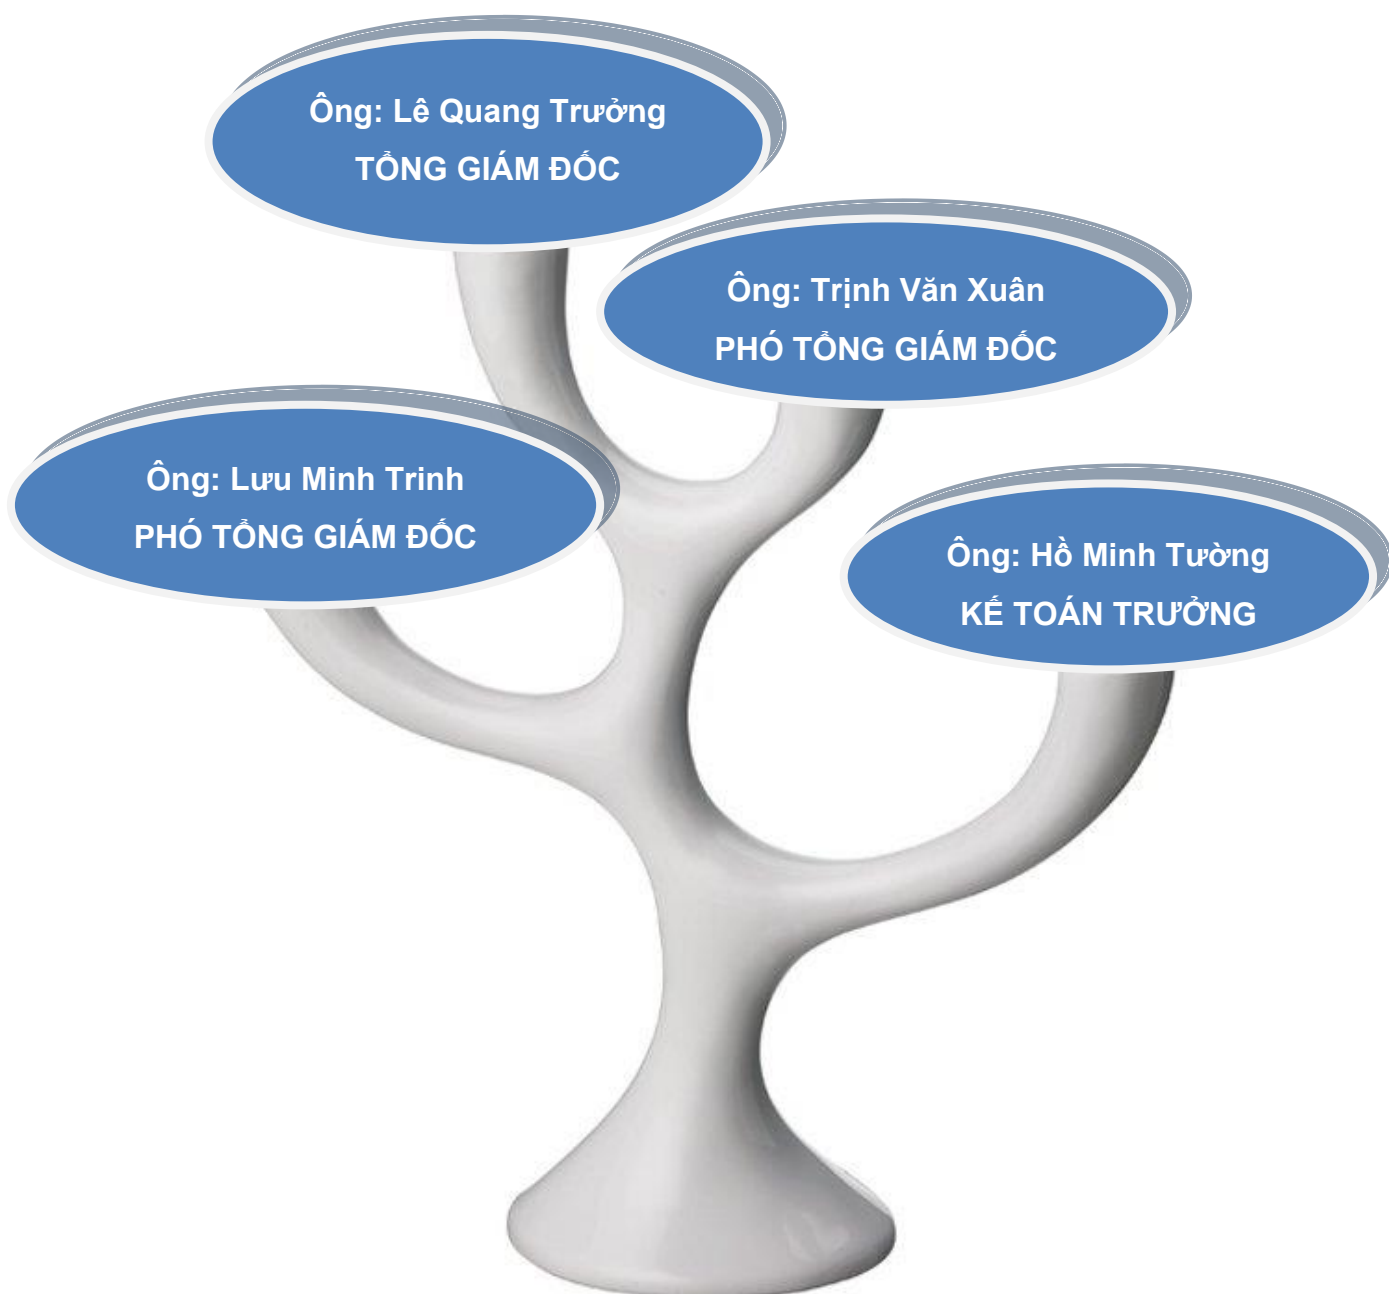 Ông: Lê Quang Trưởng
TỔNG GIÁM ĐỐC
Ông: Trịnh Văn Xuân
PHÓ TỔNG GIÁM ĐỐC
Ông: Lưu Minh Trinh
PHÓ TỔNG GIÁM ĐỐC
Ông: Hồ Minh Tường
KẾ TOÁN TRƯỞNG